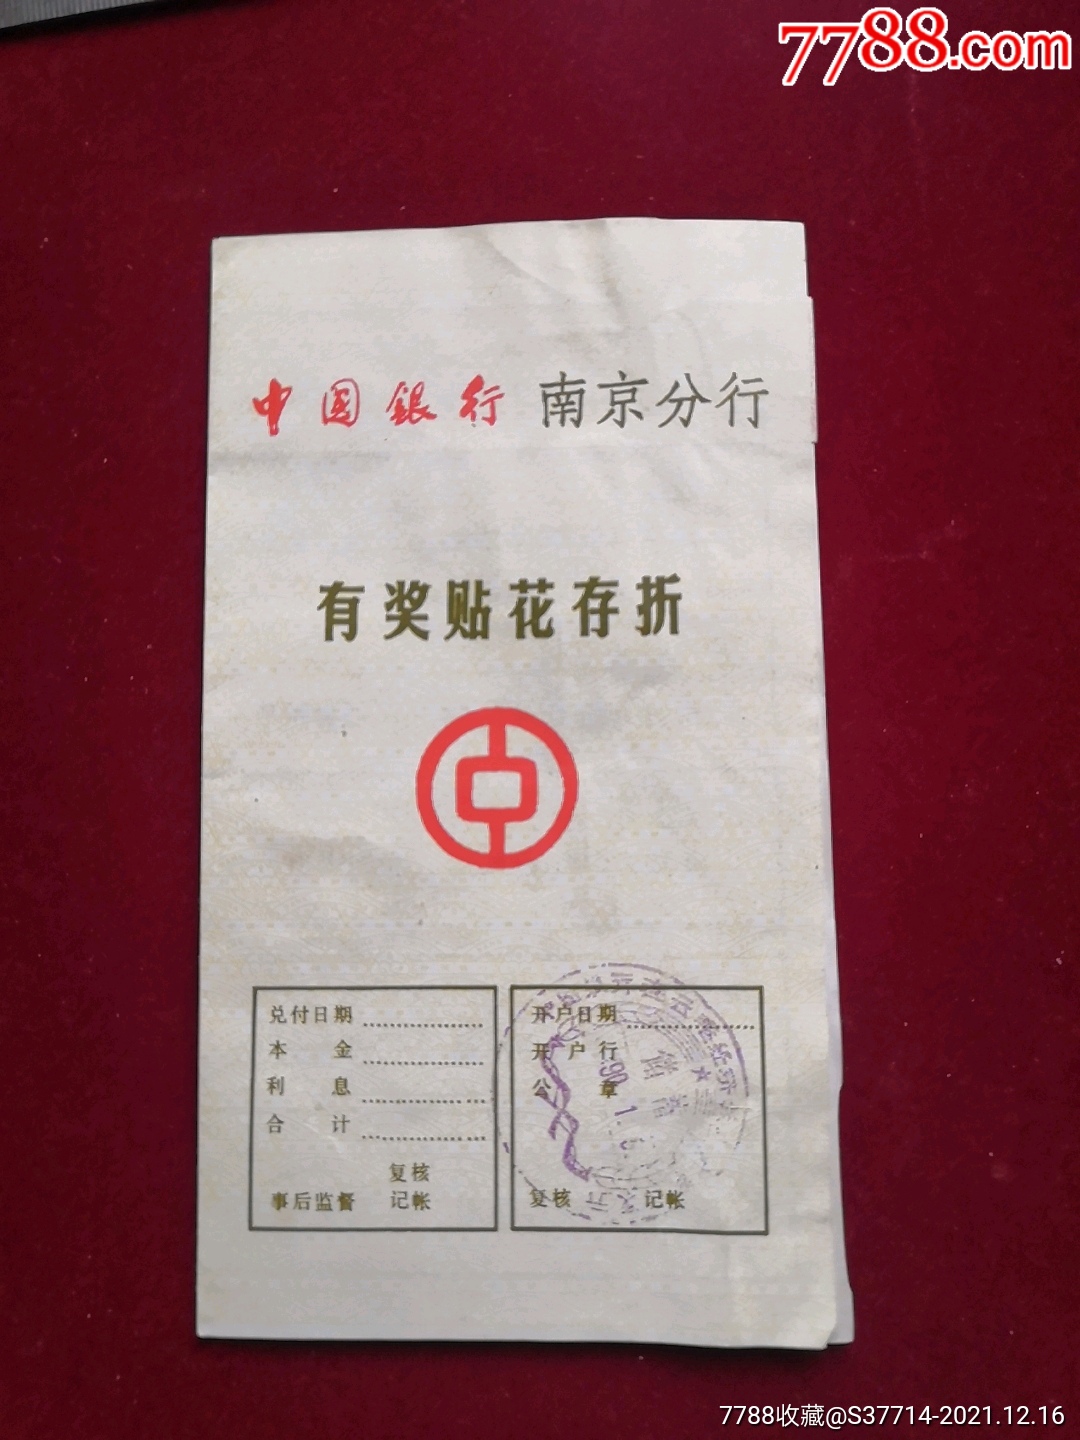 7788.com
中国銀行 南京分行
有奖贴花存折
兑付日期
本金
利息
合计
复核
事后监督 记帐
开户日期
开户行
公章
复核 记帐
7788收藏@S37714-2021.12.16